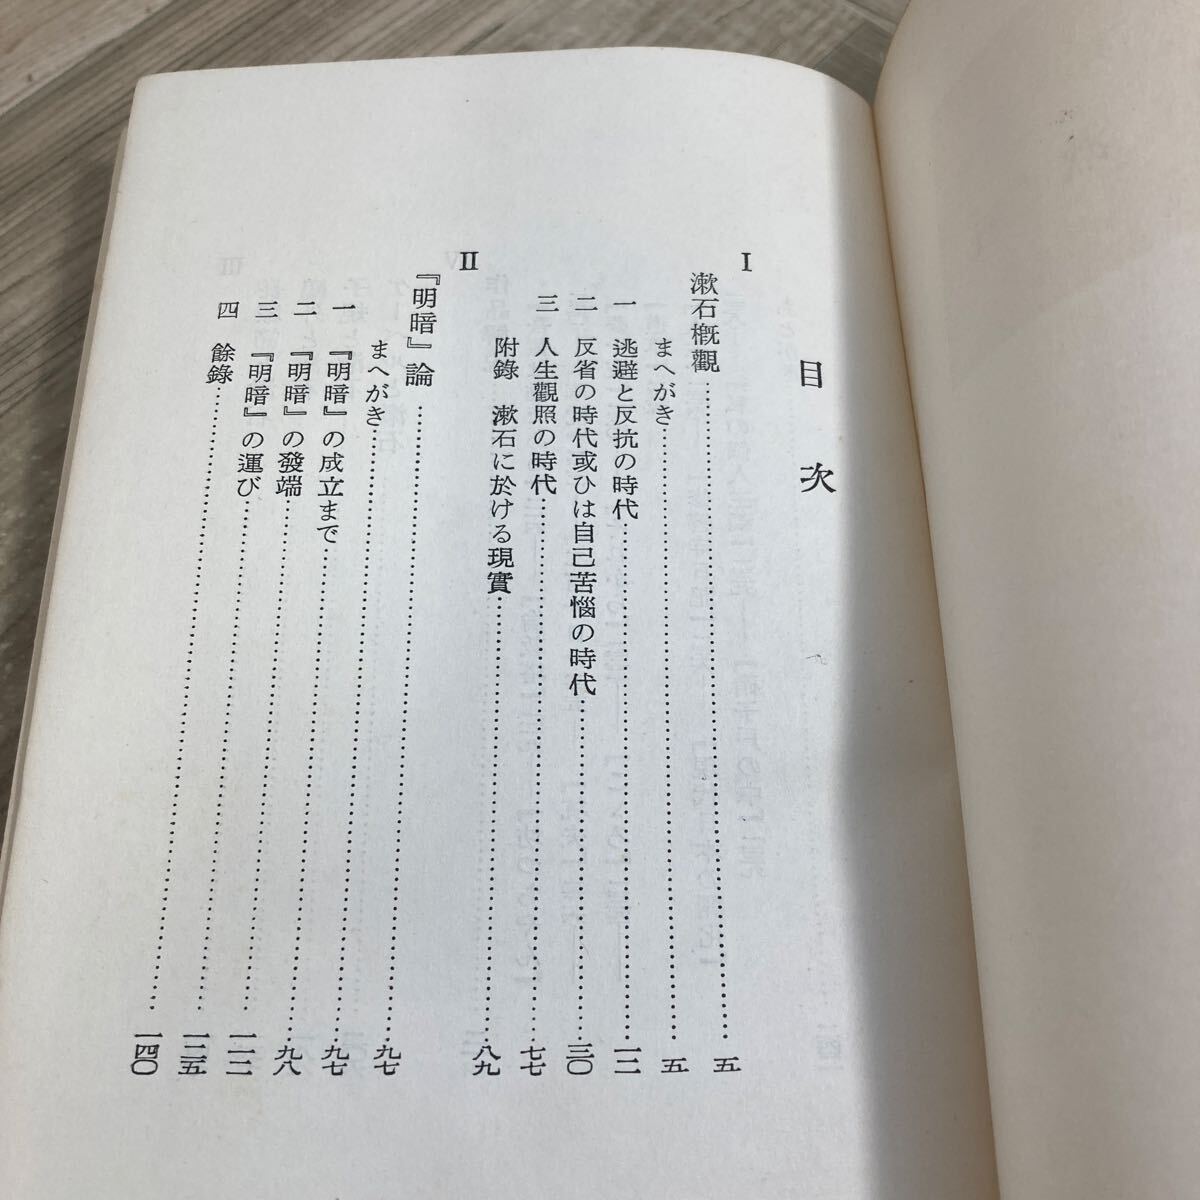 目次
I
漱石概觀……五
まへがき……五
一 逃避と反抗の時代……一二
二 反省の時代或ひは自己苦惱の時代……三〇
三 人生觀照の時代……七七
附錄 漱石に於ける現實……八九
II
『明暗』論……九七
まへがき……九七
一 『明暗』の成立まで……九八
二 『明暗』の發端……一一二
三 『明暗』の運び……一二五
四 餘錄……一四〇